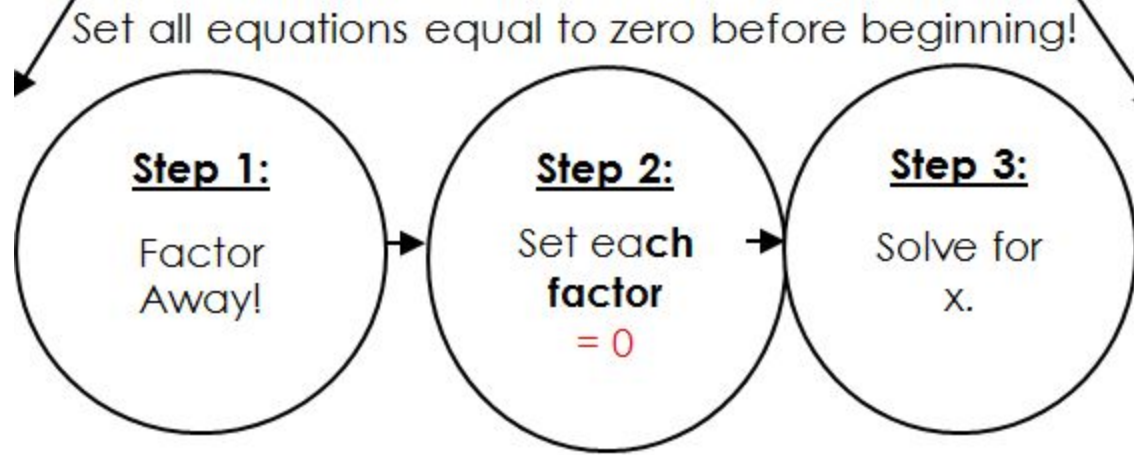 Set all equations equal to zero before beginning!
Step 1:
Factor
Away!
Step 2:
Set each
factor
= 0
Step 3:
Solve for
x.